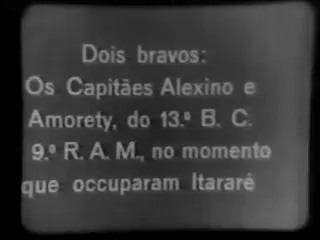 Dois bravos:
Os Capitães Alexino e
Amorety, do 13.º B. C.
9.º R. A. M., no momento
que occuparam Itararé